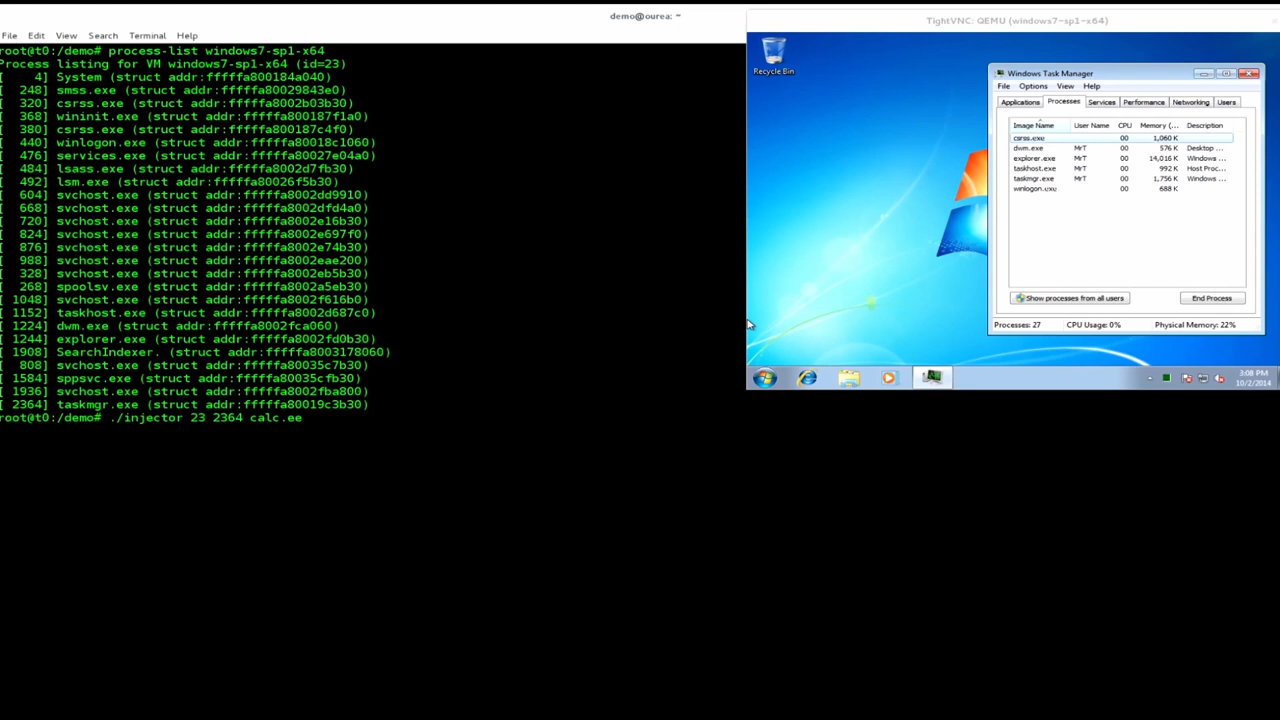 demo@ourea: ~
File Edit View Search Terminal Help
root@t0:/demo# process-list windows7-sp1-x64
Process listing for VM windows7-sp1-x64 (id=23)
[ 4] System (struct addr:fffffa800184a040)
[ 248] smss.exe (struct addr:fffffa80029843e0)
[ 320] csrss.exe (struct addr:fffffa8002b03b30)
[ 368] wininit.exe (struct addr:fffffa800187f1a0)
[ 380] csrss.exe (struct addr:fffffa800187c4f0)
[ 440] winlogon.exe (struct addr:fffffa80018c1060)
[ 476] services.exe (struct addr:fffffa80027e04a0)
[ 484] lsass.exe (struct addr:fffffa8002d7fb30)
[ 492] lsm.exe (struct addr:fffffa80026f5b30)
[ 604] svchost.exe (struct addr:fffffa8002dd9910)
[ 668] svchost.exe (struct addr:fffffa8002dfd4a0)
[ 720] svchost.exe (struct addr:fffffa8002e16b30)
[ 824] svchost.exe (struct addr:fffffa8002e697f0)
[ 876] svchost.exe (struct addr:fffffa8002e74b30)
[ 988] svchost.exe (struct addr:fffffa8002eae200)
[ 328] svchost.exe (struct addr:fffffa8002eb5b30)
[ 268] spoolsv.exe (struct addr:fffffa8002a5eb30)
[ 1048] svchost.exe (struct addr:fffffa8002f616b0)
[ 1152] taskhost.exe (struct addr:fffffa8002d687c0)
[ 1224] dwm.exe (struct addr:fffffa8002fca060)
[ 1244] explorer.exe (struct addr:fffffa8002fd0b30)
[ 1908] SearchIndexer. (struct addr:fffffa8003178060)
[ 808] svchost.exe (struct addr:fffffa80035c7b30)
[ 1584] sppsvc.exe (struct addr:fffffa80035cfb30)
[ 1936] svchost.exe (struct addr:fffffa8002fba800)
[ 2364] taskmgr.exe (struct addr:fffffa80019c3b30)
root@t0:/demo# ./injector 23 2364 calc.ee
TightVNC: QEMU (windows7-sp1-x64)
Recycle Bin
Windows Task Manager
File Options View Help
Applications Processes Services Performance Networking Users
Image Name User Name CPU Memory (... Description
csrss.exe 00 1,060 K
dwm.exe MrT 00 576 K Desktop ...
explorer.exe MrT 00 14,016 K Windows ...
taskhost.exe MrT 00 992 K Host Proc...
taskmgr.exe MrT 00 1,756 K Windows ...
winlogon.exe 00 688 K
Show processes from all users End Process
Processes: 27 CPU Usage: 0% Physical Memory: 22%
3:08 PM
10/2/2014